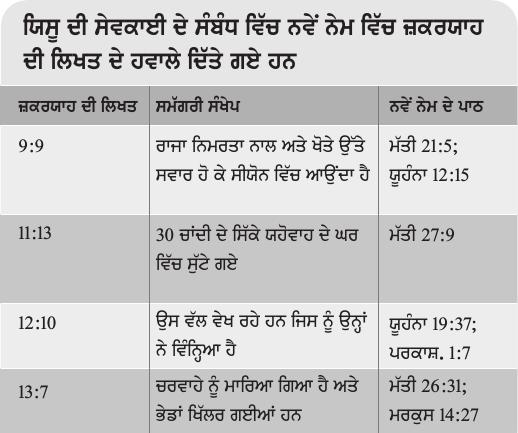 ਯਿਸੂ ਦੀ ਸੇਵਕਾਈ ਦੇ ਸੰਬੰਧ ਵਿੱਚ ਨਵੇਂ ਨੇਮ ਵਿੱਚ ਜ਼ਕਰਯਾਹ
ਦੀ ਲਿਖਤ ਦੇ ਹਵਾਲੇ ਦਿੱਤੇ ਗਏ ਹਨ
ਜ਼ਕਰਯਾਹ ਦੀ ਲਿਖਤ ਸਮੱਗਰੀ ਸੰਖੇਪ ਨਵੇਂ ਨੇਮ ਦੇ ਪਾਠ
9:9 ਰਾਜਾ ਨਿਮਰਤਾ ਨਾਲ ਅਤੇ ਖੋਤੇ ਉੱਤੇ ਮੱਤੀ 21:5;
ਸਵਾਰ ਹੋ ਕੇ ਸੀਯੋਨ ਵਿੱਚ ਆਉਂਦਾ ਹੈ ਯੂਹੰਨਾ 12:15
11:13 30 ਚਾਂਦੀ ਦੇ ਸਿੱਕੇ ਯਹੋਵਾਹ ਦੇ ਘਰ ਮੱਤੀ 27:9
ਵਿੱਚ ਸੁੱਟੇ ਗਏ
12:10 ਉਸ ਵੱਲ ਵੇਖ ਰਹੇ ਹਨ ਜਿਸ ਨੂੰ ਉਨ੍ਹਾਂ ਯੂਹੰਨਾ 19:37;
ਨੇ ਵਿੰਨ੍ਹਿਆ ਹੈ ਪਰਕਾਸ਼. 1:7
13:7 ਚਰਵਾਹੇ ਨੂੰ ਮਾਰਿਆ ਗਿਆ ਹੈ ਅਤੇ ਮੱਤੀ 26:31;
ਭੇਡਾਂ ਖਿੱਲਰ ਗਈਆਂ ਹਨ ਮਰਕੁਸ 14:27